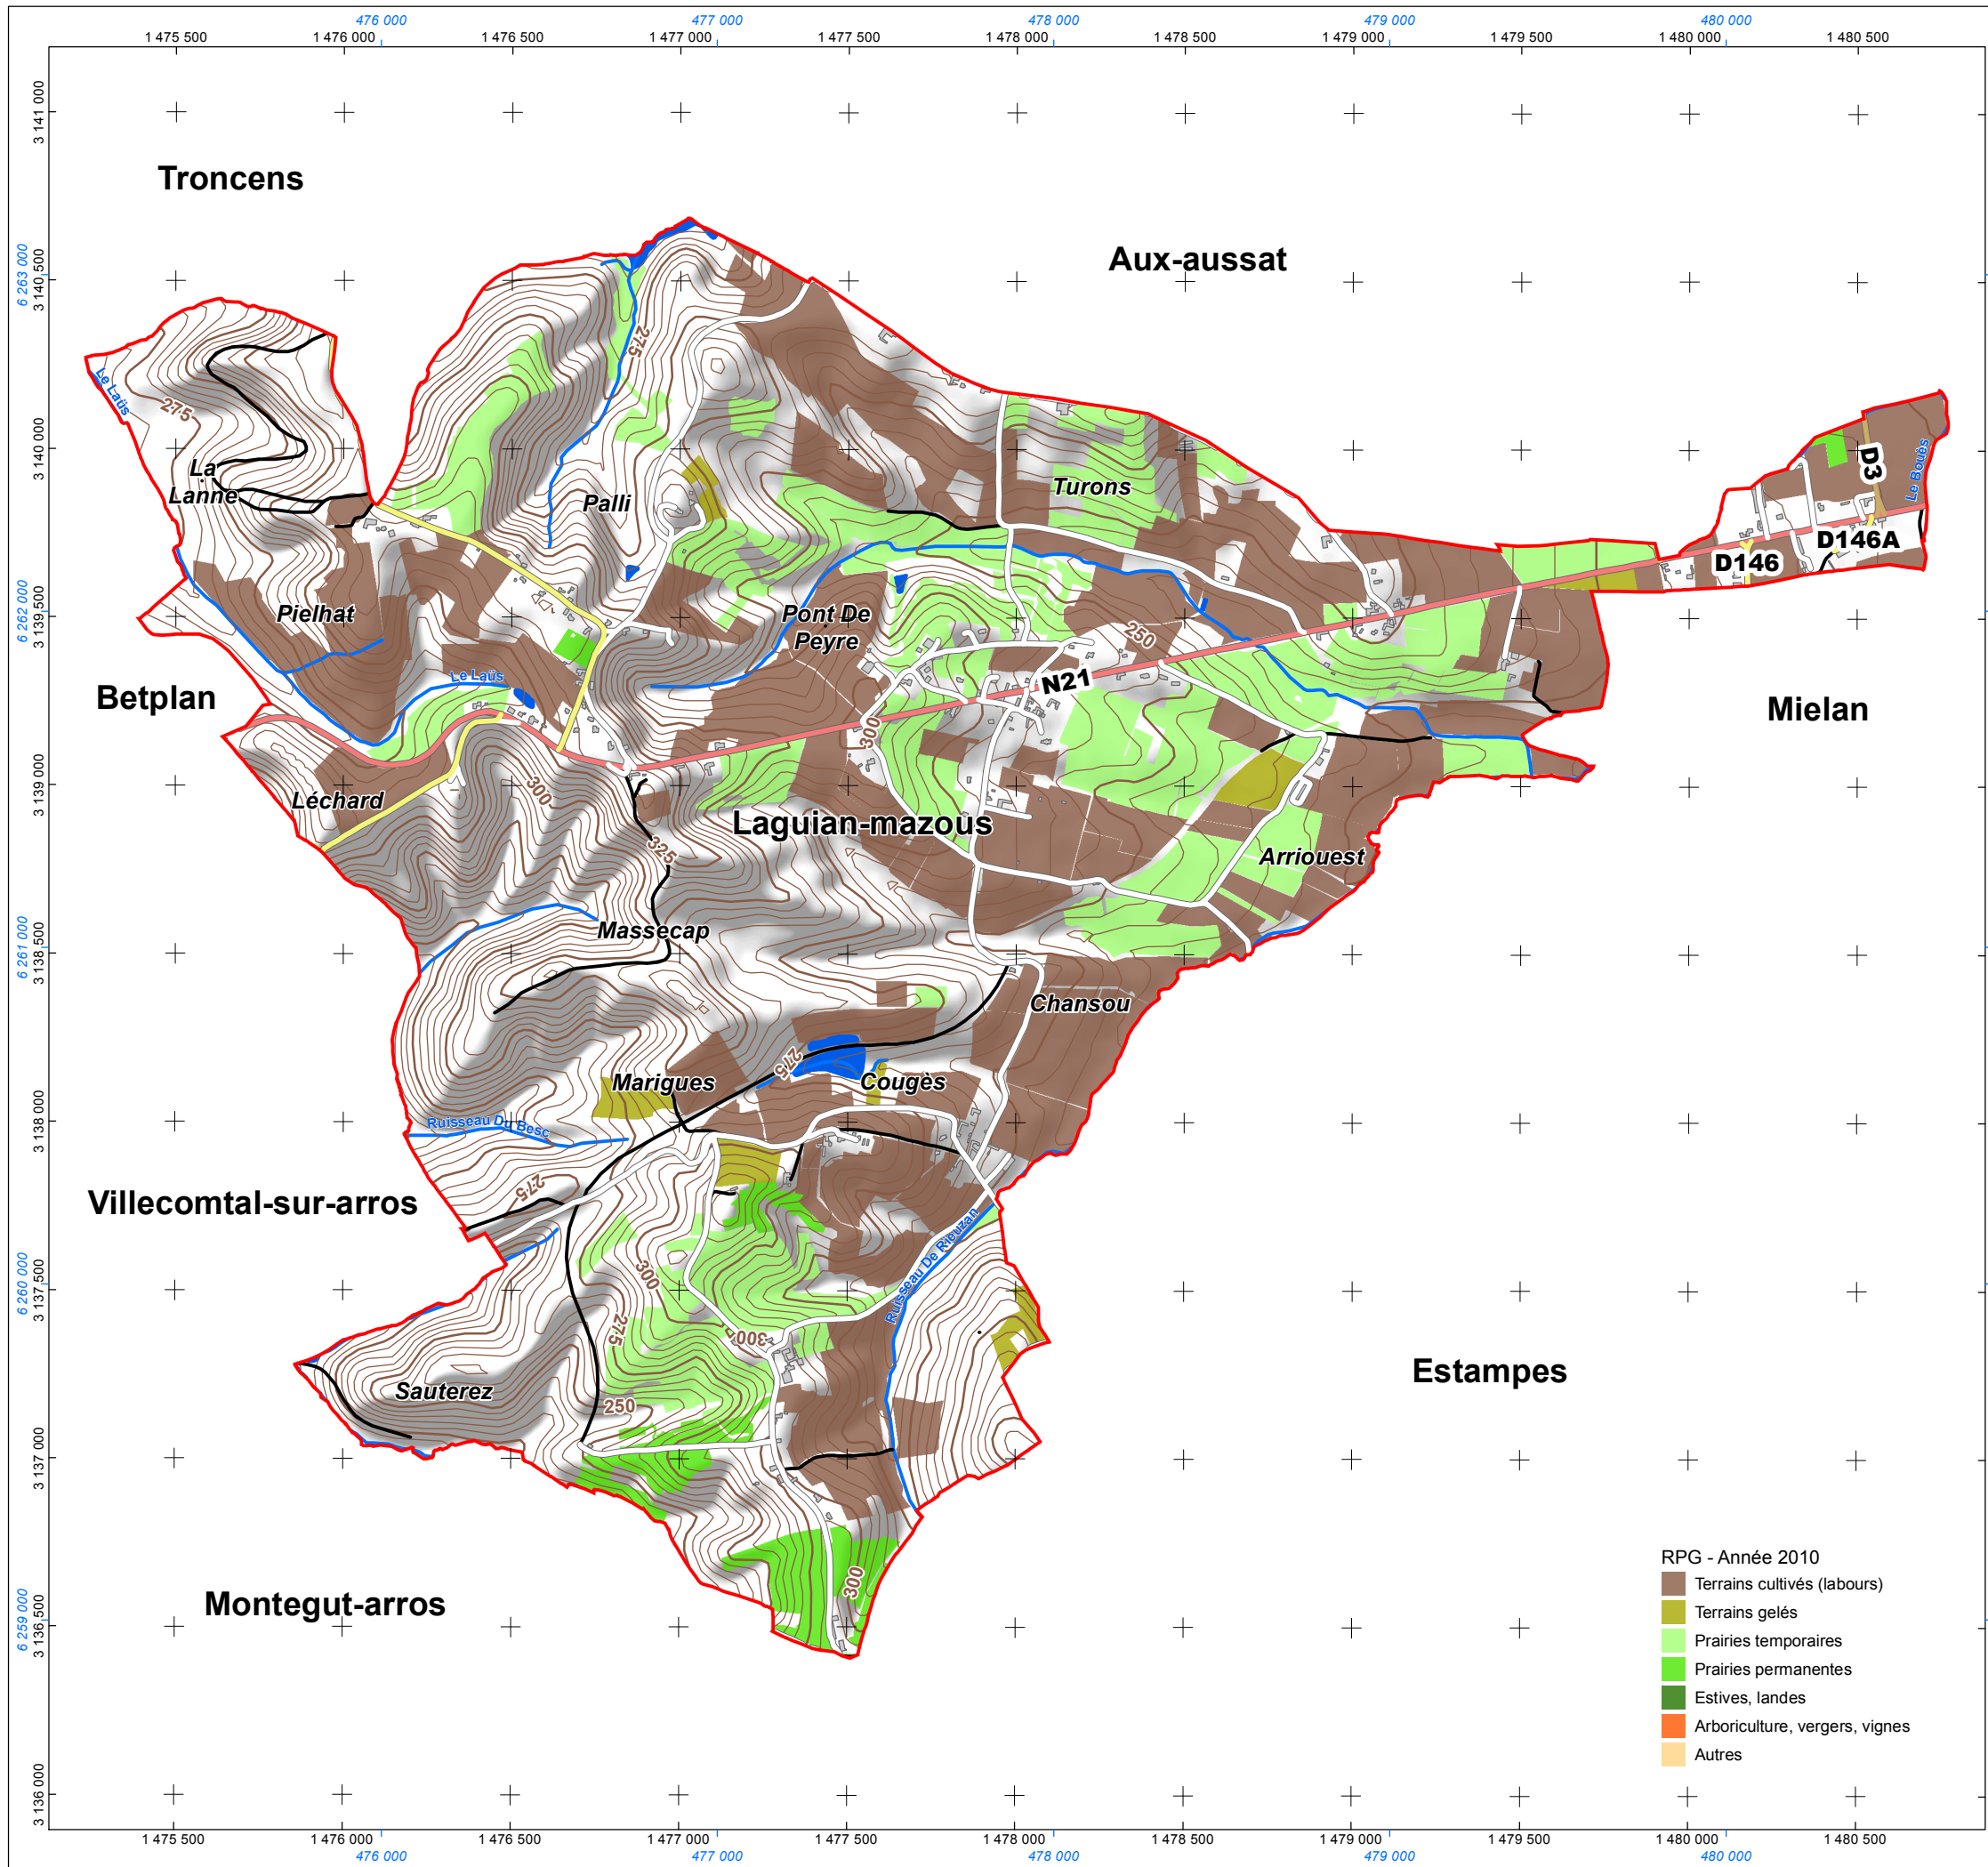 476 000
477 000
478 000
479 000
480 000
1 475 500
1 476 000
1 476 500
1 477 000
1 477 500
1 478 000
1 478 500
1 479 000
1 479 500
1 480 000
1 480 500
3 141 000
Troncens
6 263 000
3 140 500
Aux-aussat
275
Le Laüs
275
3 140 000
La
Lanne
Palli
Turons
D3
Le Bouès
D146A
D146
6 262 000
3 139 500
Pielhat
Pont De
Peyre
250
Le Laüs
N21
Betplan
Mielan
300
3 139 000
Léchard
300
Laguian-mazous
325
Arriouest
6 261 000
3 138 500
Massecap
Chansou
275
Marigues
Cougès
3 138 000
Ruisseau Du Besc
275
Villecomtal-sur-arros
Ruisseau De Rieuzan
6 260 000
3 137 500
300
275
300
Estampes
Sauterez
250
3 137 000
300
Montegut-arros
6 259 000
3 136 500
RPG - Année 2010
Terrains cultivés (labours)
Terrains gelés
Prairies temporaires
Prairies permanentes
Estives, landes
Arboriculture, vergers, vignes
Autres
3 136 000
1 475 500
1 476 000
1 476 500
1 477 000
1 477 500
1 478 000
1 478 500
1 479 000
1 479 500
1 480 000
1 480 500
476 000
477 000
478 000
479 000
480 000